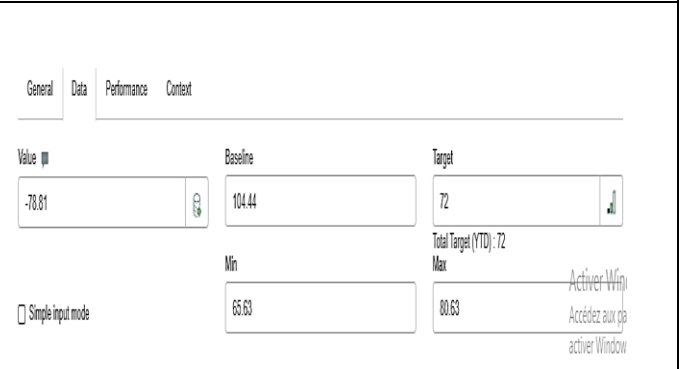 General Data Performance Context
Value Baseline Target
-78.81 104.44 72
Total Target (YTD) : 72
Min Max
Simple input mode 65.63 80.63
Activer Win
Accédez aux pa
activer Window